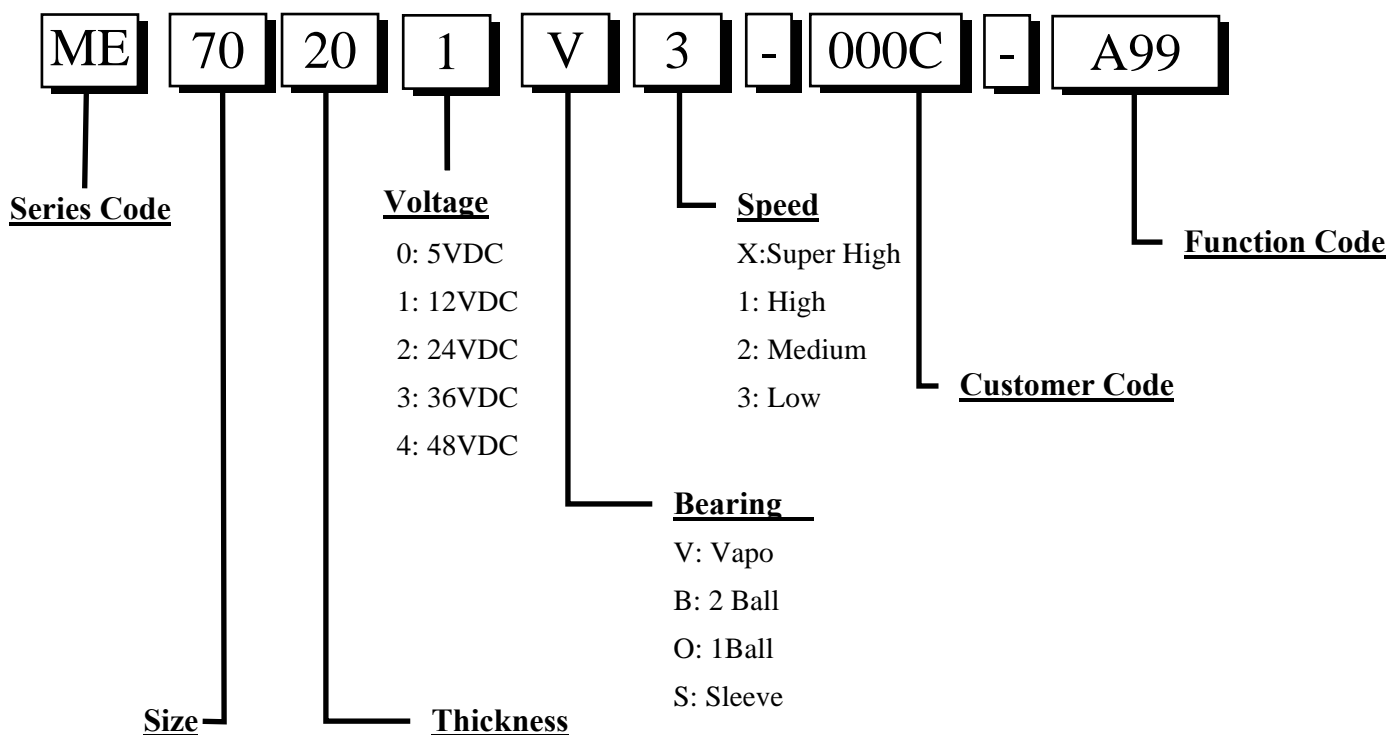 ME 70 20 1 V 3 - 000C - A99
Series Code
Voltage
0: 5VDC
1: 12VDC
2: 24VDC
3: 36VDC
4: 48VDC
Speed
X:Super High
1: High
2: Medium
3: Low
Function Code
Customer Code
Bearing
V: Vapo
B: 2 Ball
O: 1Ball
S: Sleeve
Size
Thickness